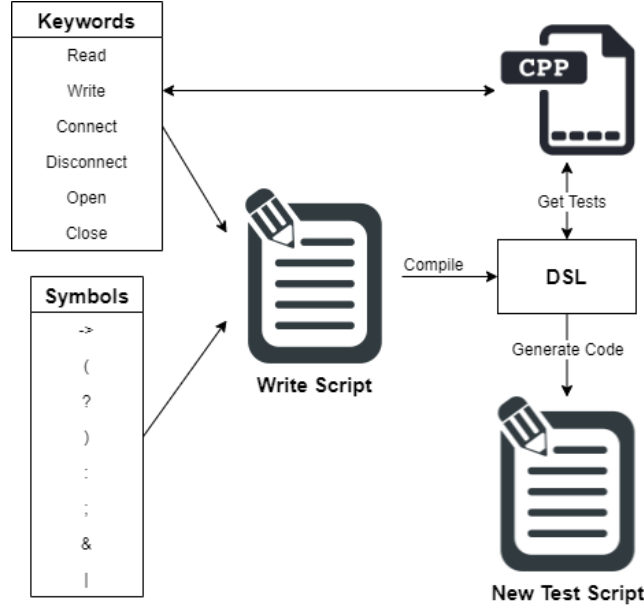 Keywords
Read
Write
Connect
Disconnect
Open
Close
CPP
Get Tests
Symbols
->
(
?
)
:
;
&
|
Write Script
Compile
DSL
Generate Code
New Test Script